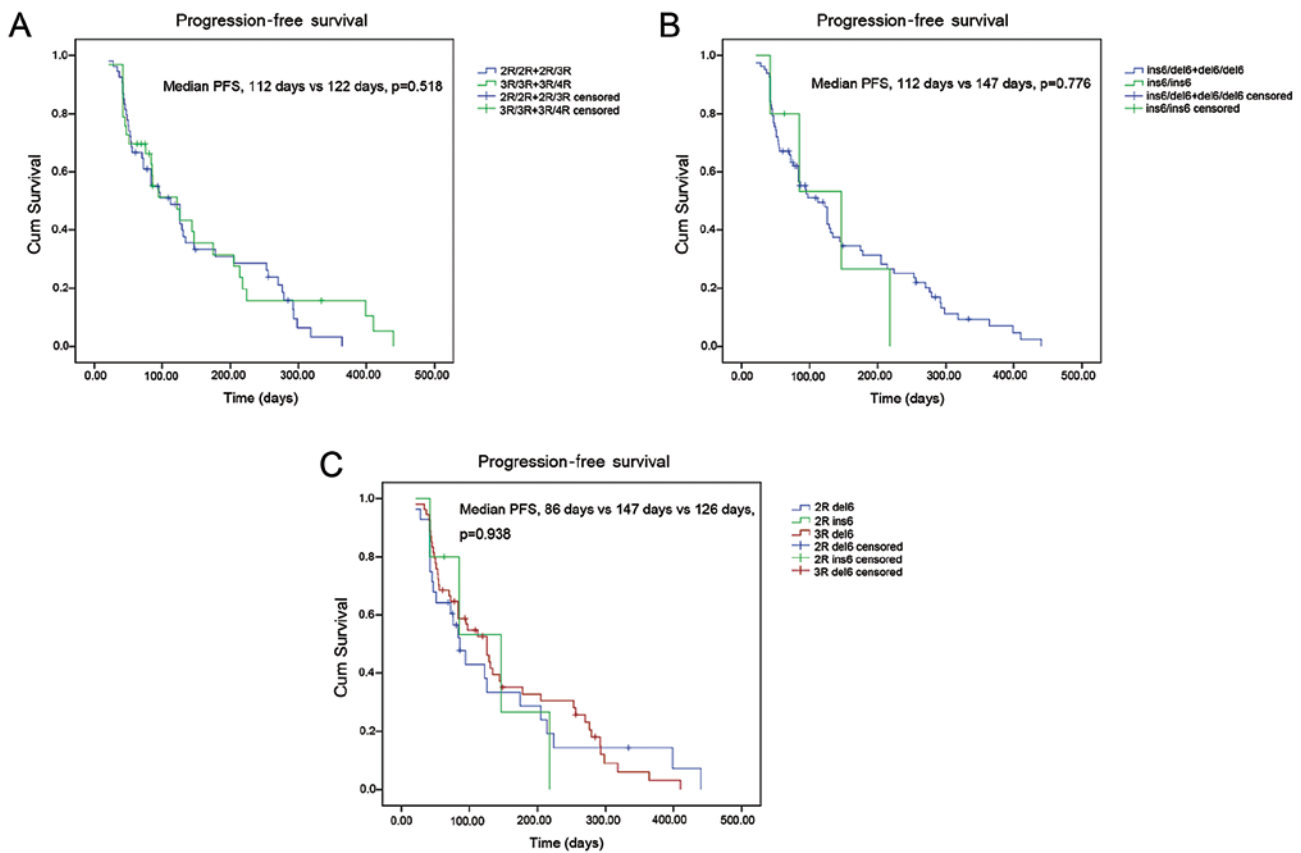 A
Progression-free survival
1.0
0.8
0.6
0.4
0.2
0.0
Cum Survival
Median PFS, 112 days vs 122 days, p=0.518
2R/2R+2R/3R
3R/3R+3R/4R
2R/2R+2R/3R censored
3R/3R+3R/4R censored
0.00 100.00 200.00 300.00 400.00 500.00
Time (days)
B
Progression-free survival
1.0
0.8
0.6
0.4
0.2
0.0
Cum Survival
Median PFS, 112 days vs 147 days, p=0.776
ins6/del6+del6/del6
ins6/ins6
ins6/del6+del6/del6 censored
ins6/ins6 censored
0.00 100.00 200.00 300.00 400.00 500.00
Time (days)
C
Progression-free survival
1.0
0.8
0.6
0.4
0.2
0.0
Cum Survival
Median PFS, 86 days vs 147 days vs 126 days,
p=0.938
2R del6
2R ins6
3R del6
2R del6 censored
2R ins6 censored
3R del6 censored
0.00 100.00 200.00 300.00 400.00 500.00
Time (days)